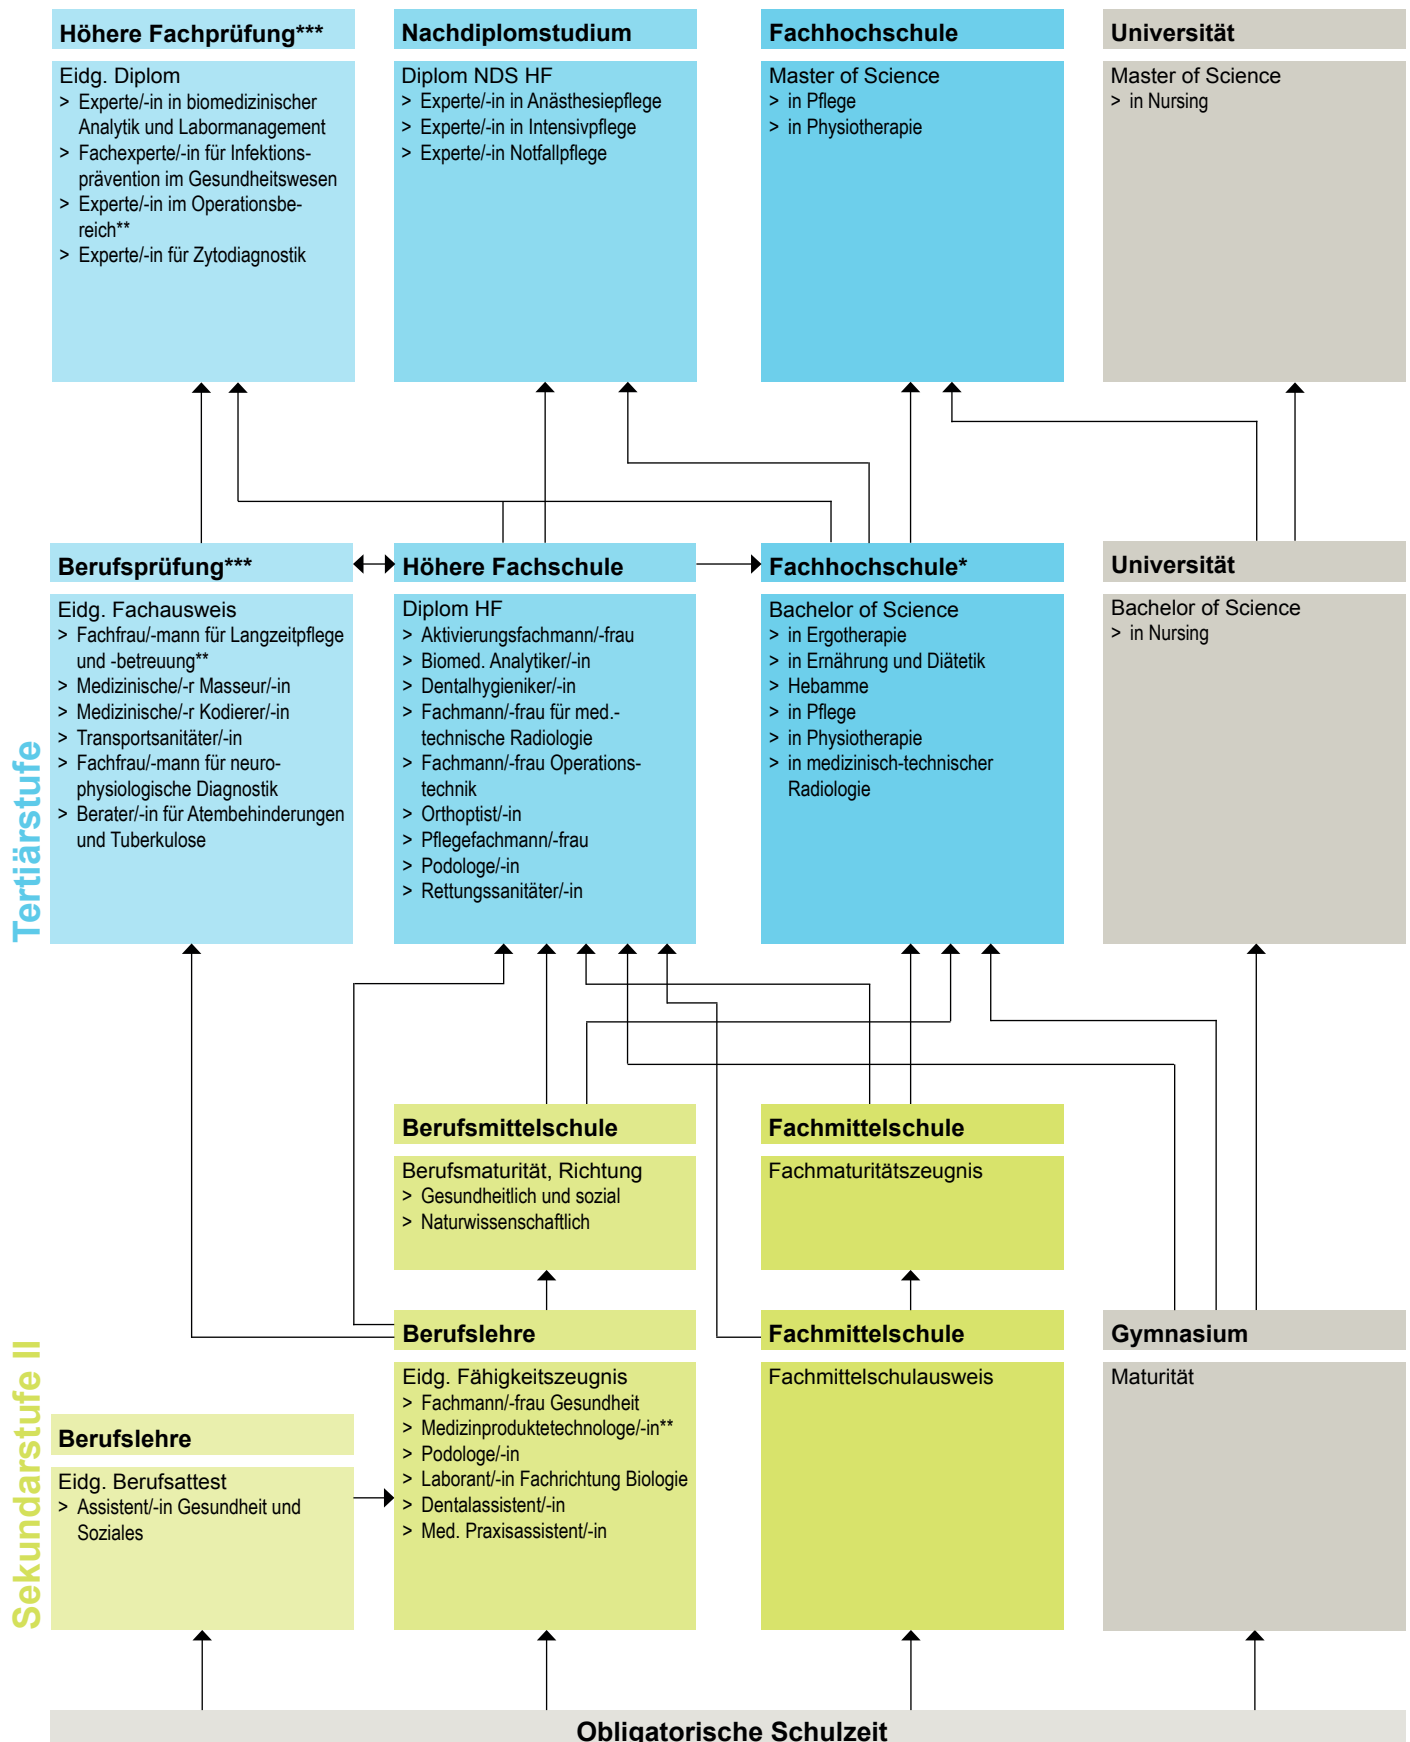 Höhere Fachprüfung***
Eidg. Diplom
> Experte/-in in biomedizinischer
Analytik und Labormanagement
> Fachexperte/-in für Infektions-
prävention im Gesundheitswesen
> Experte/-in im Operationsbe-
reich**
> Experte/-in für Zytodiagnostik
Nachdiplomstudium
Diplom NDS HF
> Experte/-in in Anästhesiepflege
> Experte/-in in Intensivpflege
> Experte/-in Notfallpflege
Fachhochschule
Master of Science
> in Pflege
> in Physiotherapie
Universität
Master of Science
> in Nursing
Tertiärstufe
Berufsprüfung***
Eidg. Fachausweis
> Fachfrau/-mann für Langzeitpflege
und -betreuung**
> Medizinische/-r Masseur/-in
> Medizinische/-r Kodierer/-in
> Transportsanitäter/-in
> Fachfrau/-mann für neuro-
physiologische Diagnostik
> Berater/-in für Atembehinderungen
und Tuberkulose
Höhere Fachschule
Diplom HF
> Aktivierungsfachmann/-frau
> Biomed. Analytiker/-in
> Dentalhygieniker/-in
> Fachmann/-frau für med.-
technische Radiologie
> Fachmann/-frau Operations-
technik
> Orthoptist/-in
> Pflegefachmann/-frau
> Podologe/-in
> Rettungssanitäter/-in
Fachhochschule*
Bachelor of Science
> in Ergotherapie
> in Ernährung und Diätetik
> Hebamme
> in Pflege
> in Physiotherapie
> in medizinisch-technischer
Radiologie
Universität
Bachelor of Science
> in Nursing
Berufsmittelschule
Berufsmaturität, Richtung
> Gesundheitlich und sozial
> Naturwissenschaftlich
Fachmittelschule
Fachmaturitätszeugnis
Sekundarstufe II
Berufslehre
Eidg. Berufsattest
> Assistent/-in Gesundheit und
Soziales
Berufslehre
Eidg. Fähigkeitszeugnis
> Fachmann/-frau Gesundheit
> Medizinproduktetechnologe/-in**
> Podologe/-in
> Laborant/-in Fachrichtung Biologie
> Dentalassistent/-in
> Med. Praxisassistent/-in
Fachmittelschule
Fachmittelschulausweis
Gymnasium
Maturität
Obligatorische Schulzeit